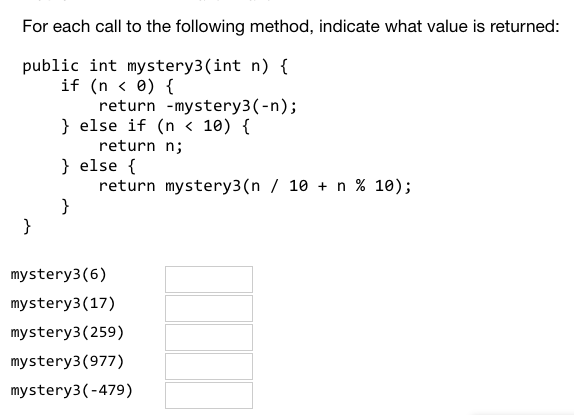 For each call to the following method, indicate what value is returned:
public int mystery3(int n) {
    if (n < 0) {
        return -mystery3(-n);
    } else if (n < 10) {
        return n;
    } else {
        return mystery3(n / 10 + n % 10);
    }
}
mystery3(6)
mystery3(17)
mystery3(259)
mystery3(977)
mystery3(-479)